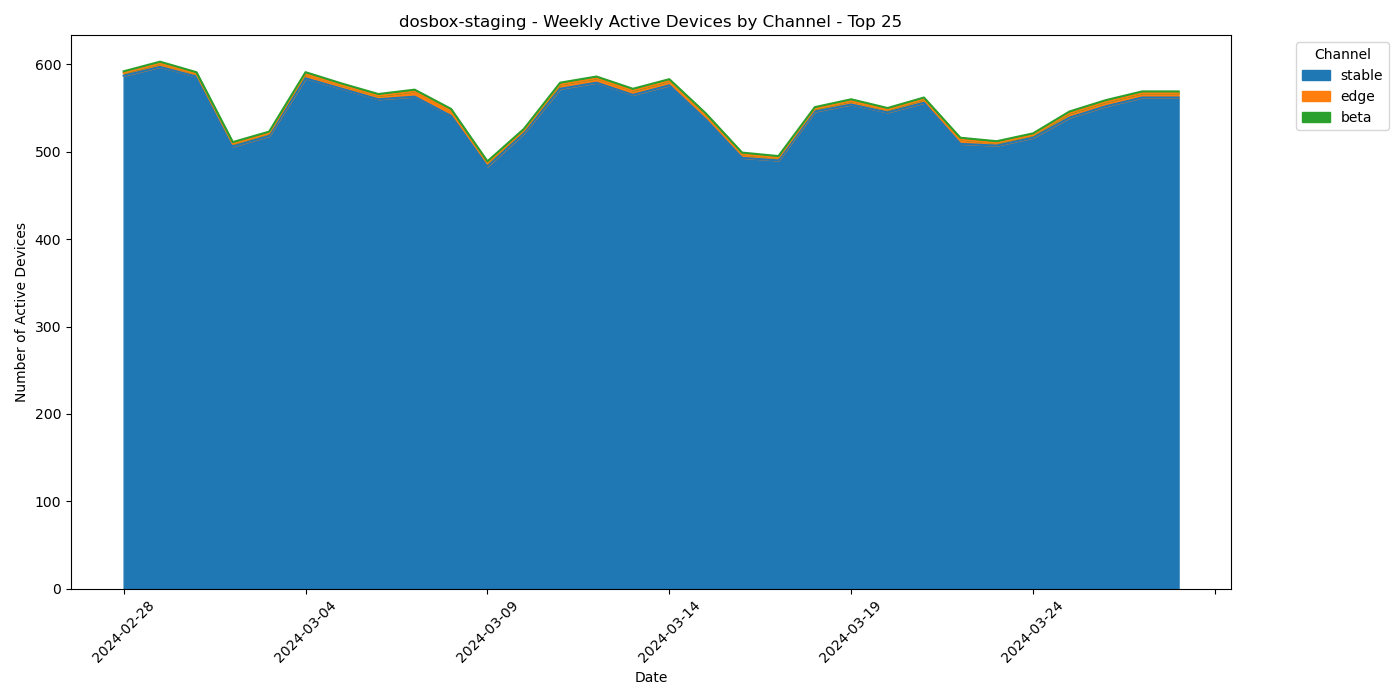 dosbox-staging - Weekly Active Devices by Channel - Top 25
Channel
stable
edge
beta
Number of Active Devices
600
500
400
300
200
100
0
2024-02-28
2024-03-04
2024-03-09
2024-03-14
2024-03-19
2024-03-24
Date